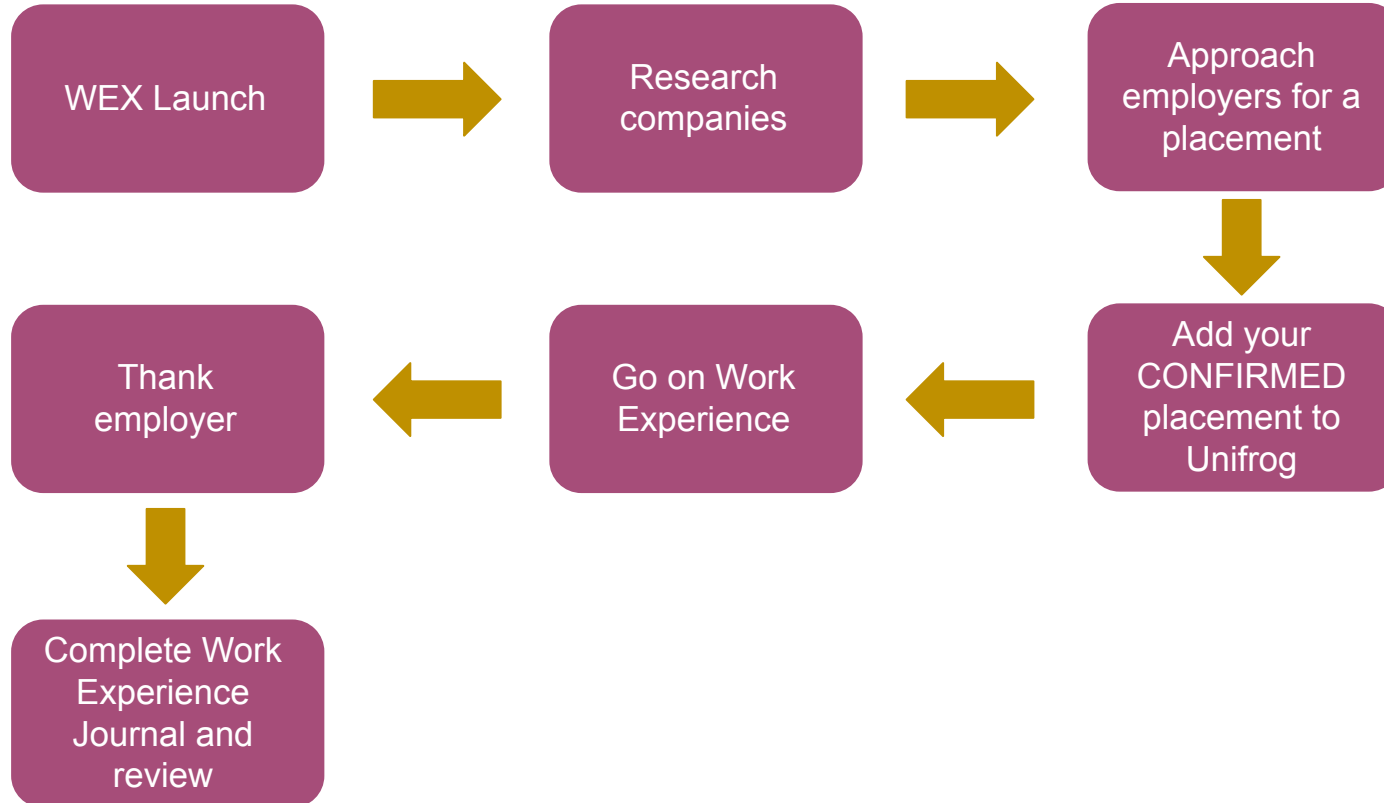 WEX Launch
Research
companies
Approach
employers for a
placement
Add your
CONFIRMED
placement to
Unifrog
Go on Work
Experience
Thank
employer
Complete Work
Experience
Journal and
review